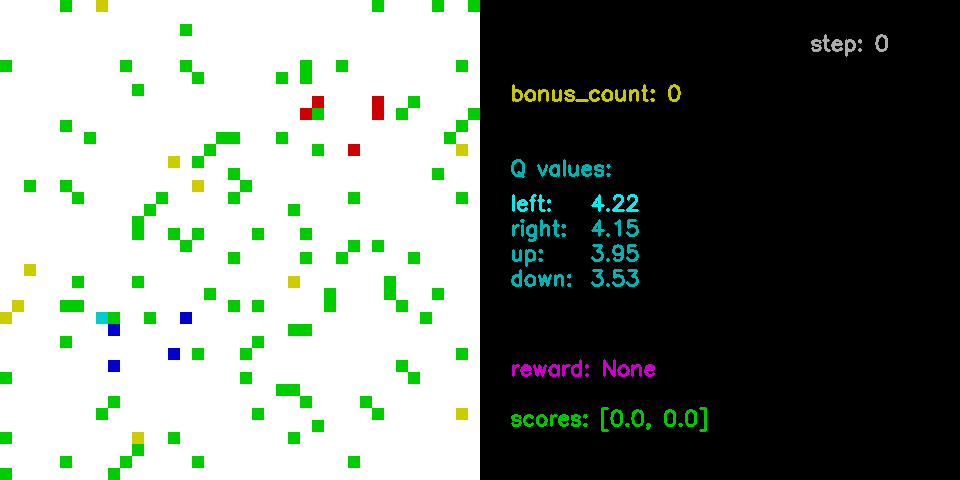 step: 0
bonus_count: 0
Q values:
left: 4.22
right: 4.15
up: 3.95
down: 3.53
reward: None
scores: [0.0, 0.0]